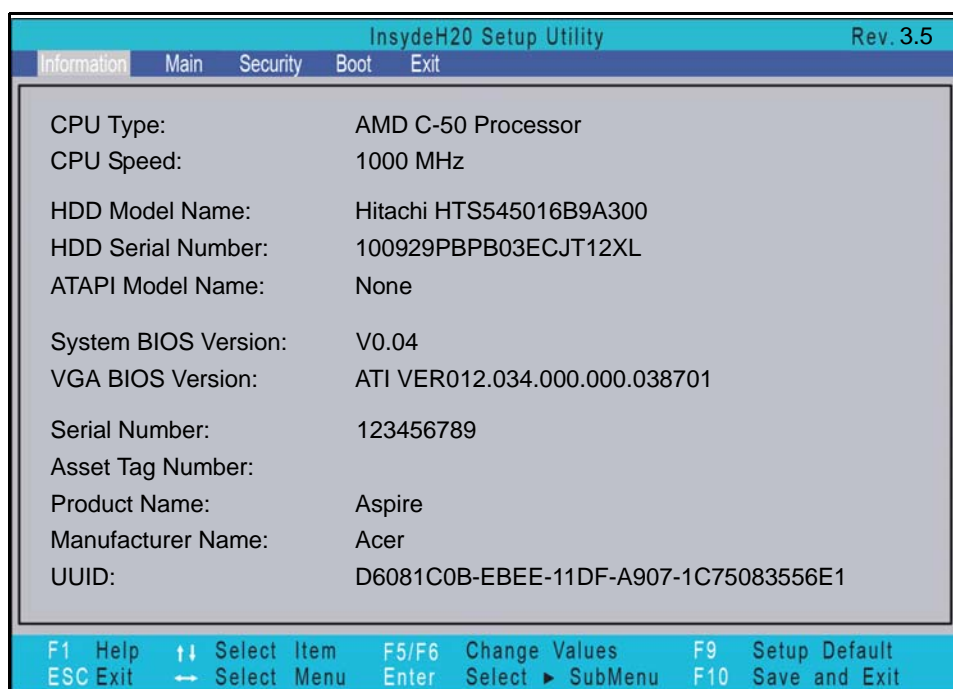 InsydeH20 Setup Utility Rev. 3.5
Information Main Security Boot Exit
CPU Type: AMD C-50 Processor
CPU Speed: 1000 MHz
HDD Model Name: Hitachi HTS545016B9A300
HDD Serial Number: 100929PBPB03ECJT12XL
ATAPI Model Name: None
System BIOS Version: V0.04
VGA BIOS Version: ATI VER012.034.000.000.038701
Serial Number: 123456789
Asset Tag Number:
Product Name: Aspire
Manufacturer Name: Acer
UUID: D6081C0B-EBEE-11DF-A907-1C75083556E1
F1 Help ↑↓ Select Item F5/F6 Change Values F9 Setup Default
ESC Exit ↔ Select Menu Enter Select ► SubMenu F10 Save and Exit